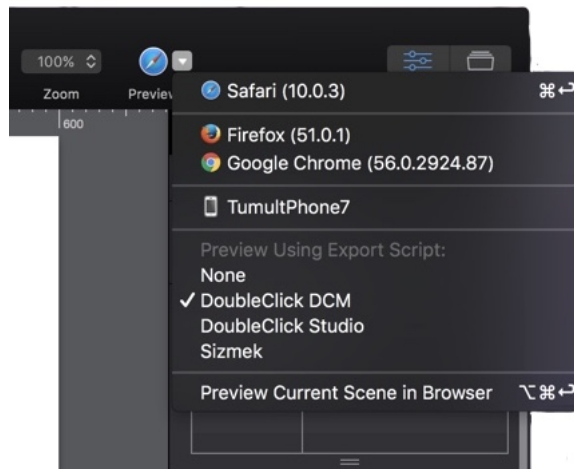 100%
Zoom
Preview
600
Safari (10.0.3) ⌘↩
Firefox (51.0.1)
Google Chrome (56.0.2924.87)
TumultPhone7
Preview Using Export Script:
None
✓ DoubleClick DCM
DoubleClick Studio
Sizmek
Preview Current Scene in Browser ⌥⌘↩